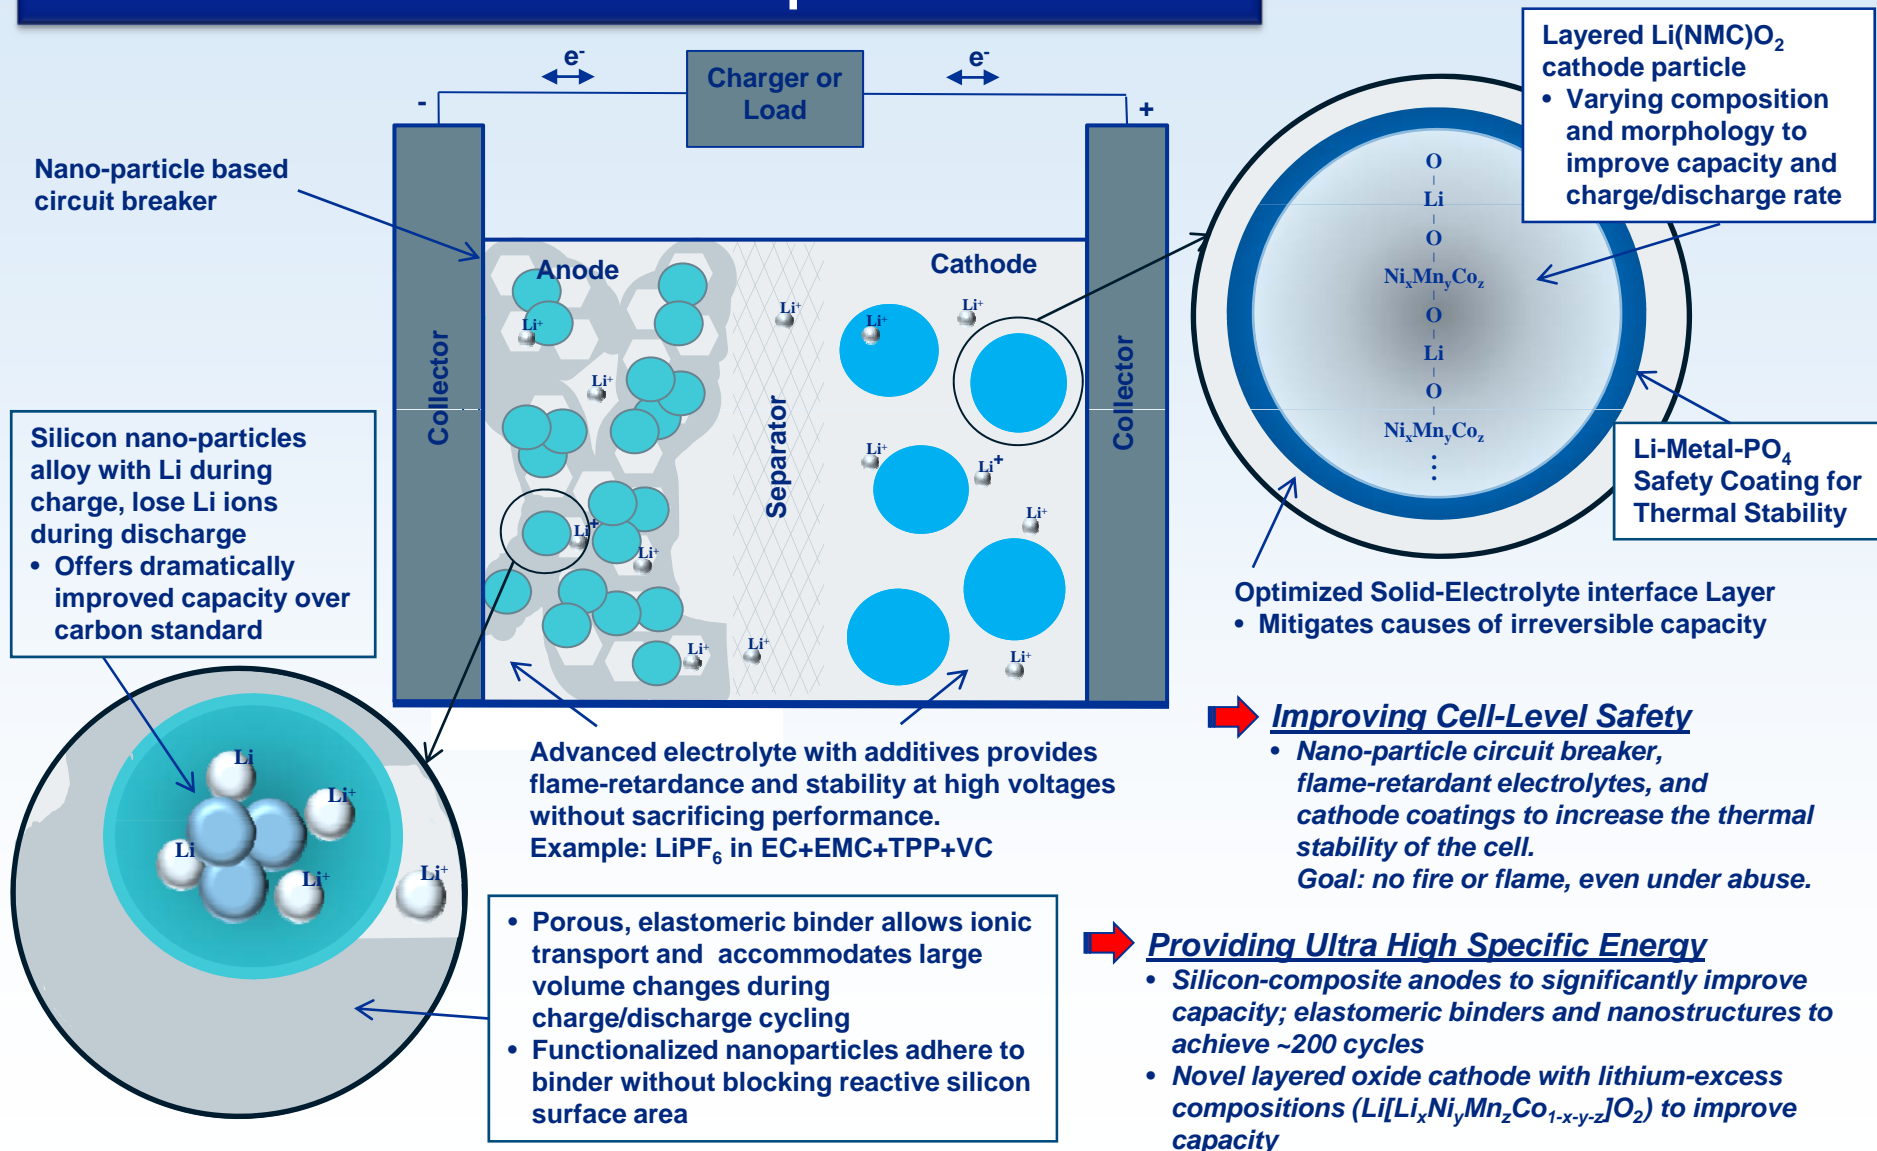 e-
e-
Charger or
Load
-
+
Nano-particle based
circuit breaker
Layered Li(NMC)O2
cathode particle
• Varying composition
and morphology to
improve capacity and
charge/discharge rate
O
Li
O
NixMnyCoz
O
Li
O
NixMnyCoz
⋮
Anode
Cathode
Collector
Separator
Collector
Li+
Li+
Li+
Li+
Li+
Li+
Li+
Li+
Li+
Li+
Li+
Li+
Li+
Li+
Silicon nano-particles
alloy with Li during
charge, lose Li ions
during discharge
• Offers dramatically
improved capacity over
carbon standard
Li-Metal-PO4
Safety Coating for
Thermal Stability
Optimized Solid-Electrolyte interface Layer
• Mitigates causes of irreversible capacity
Li
Li+
Li
Li+
Li+
Advanced electrolyte with additives provides
flame-retardance and stability at high voltages
without sacrificing performance.
Example: LiPF6 in EC+EMC+TPP+VC
• Porous, elastomeric binder allows ionic
transport and accommodates large
volume changes during
charge/discharge cycling
• Functionalized nanoparticles adhere to
binder without blocking reactive silicon
surface area
Improving Cell-Level Safety
• Nano-particle circuit breaker,
flame-retardant electrolytes, and
cathode coatings to increase the thermal
stability of the cell.
Goal: no fire or flame, even under abuse.
Providing Ultra High Specific Energy
• Silicon-composite anodes to significantly improve
capacity; elastomeric binders and nanostructures to
achieve ~200 cycles
• Novel layered oxide cathode with lithium-excess
compositions (Li[LixNiyMnzCo1-x-y-z]O2) to improve
capacity